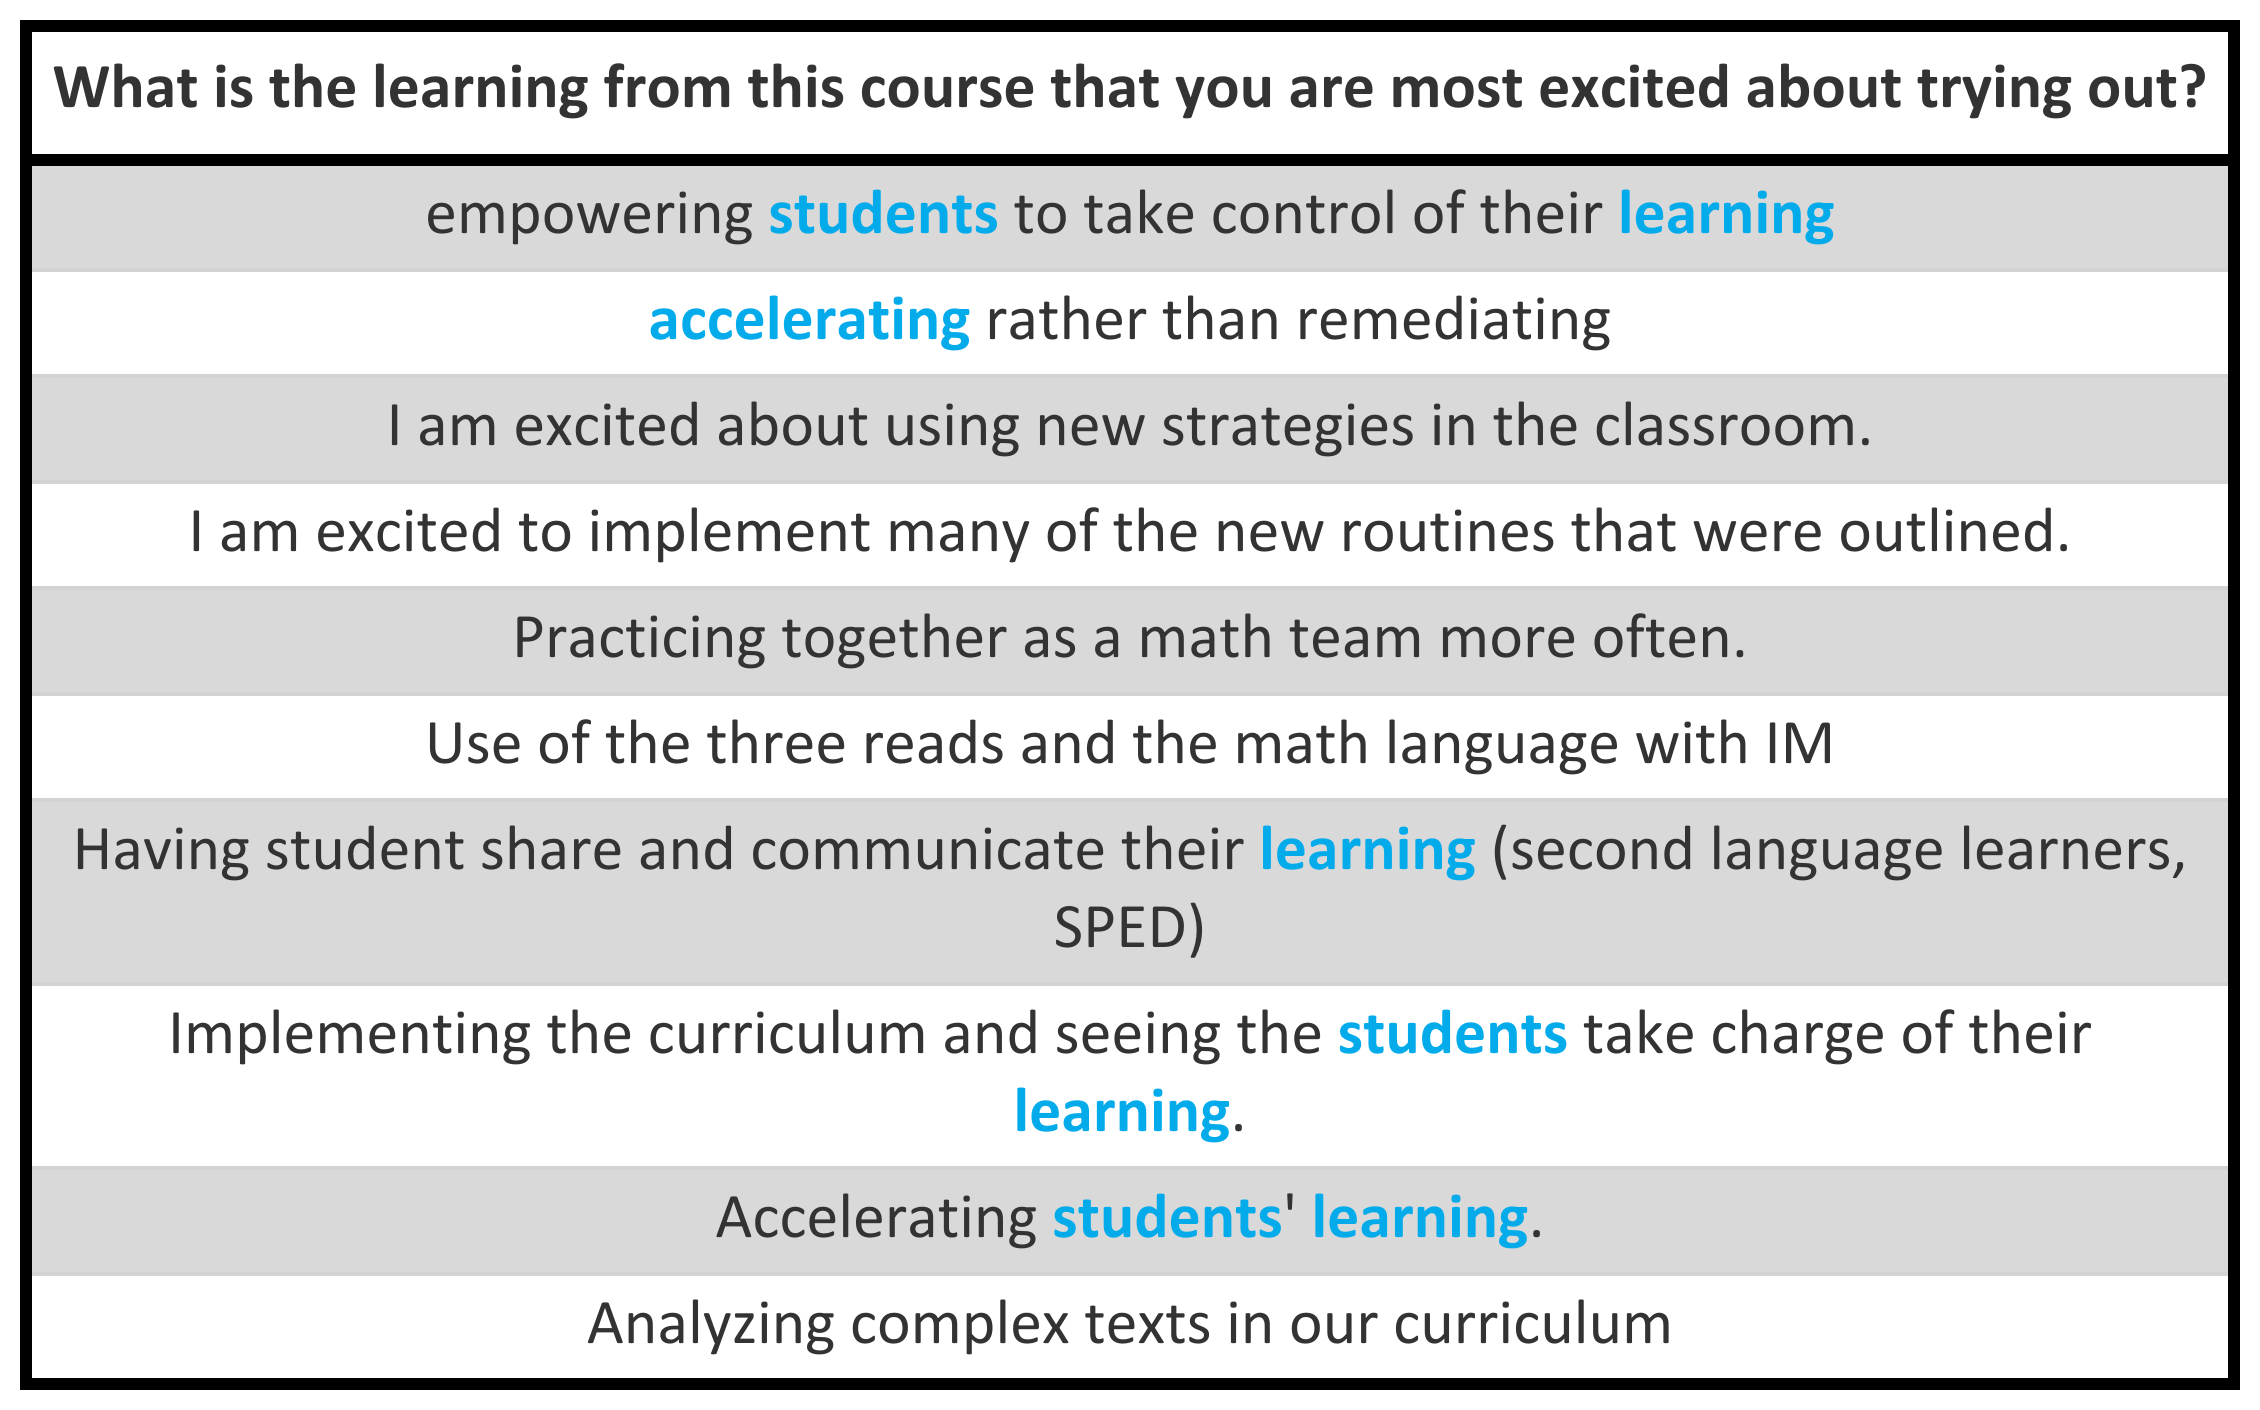 What is the learning from this course that you are most excited about trying out?
empowering students to take control of their learning
accelerating rather than remediating
I am excited about using new strategies in the classroom.
I am excited to implement many of the new routines that were outlined.
Practicing together as a math team more often.
Use of the three reads and the math language with IM
Having student share and communicate their learning (second language learners,
SPED)
Implementing the curriculum and seeing the students take charge of their
learning.
Accelerating students' learning.
Analyzing complex texts in our curriculum